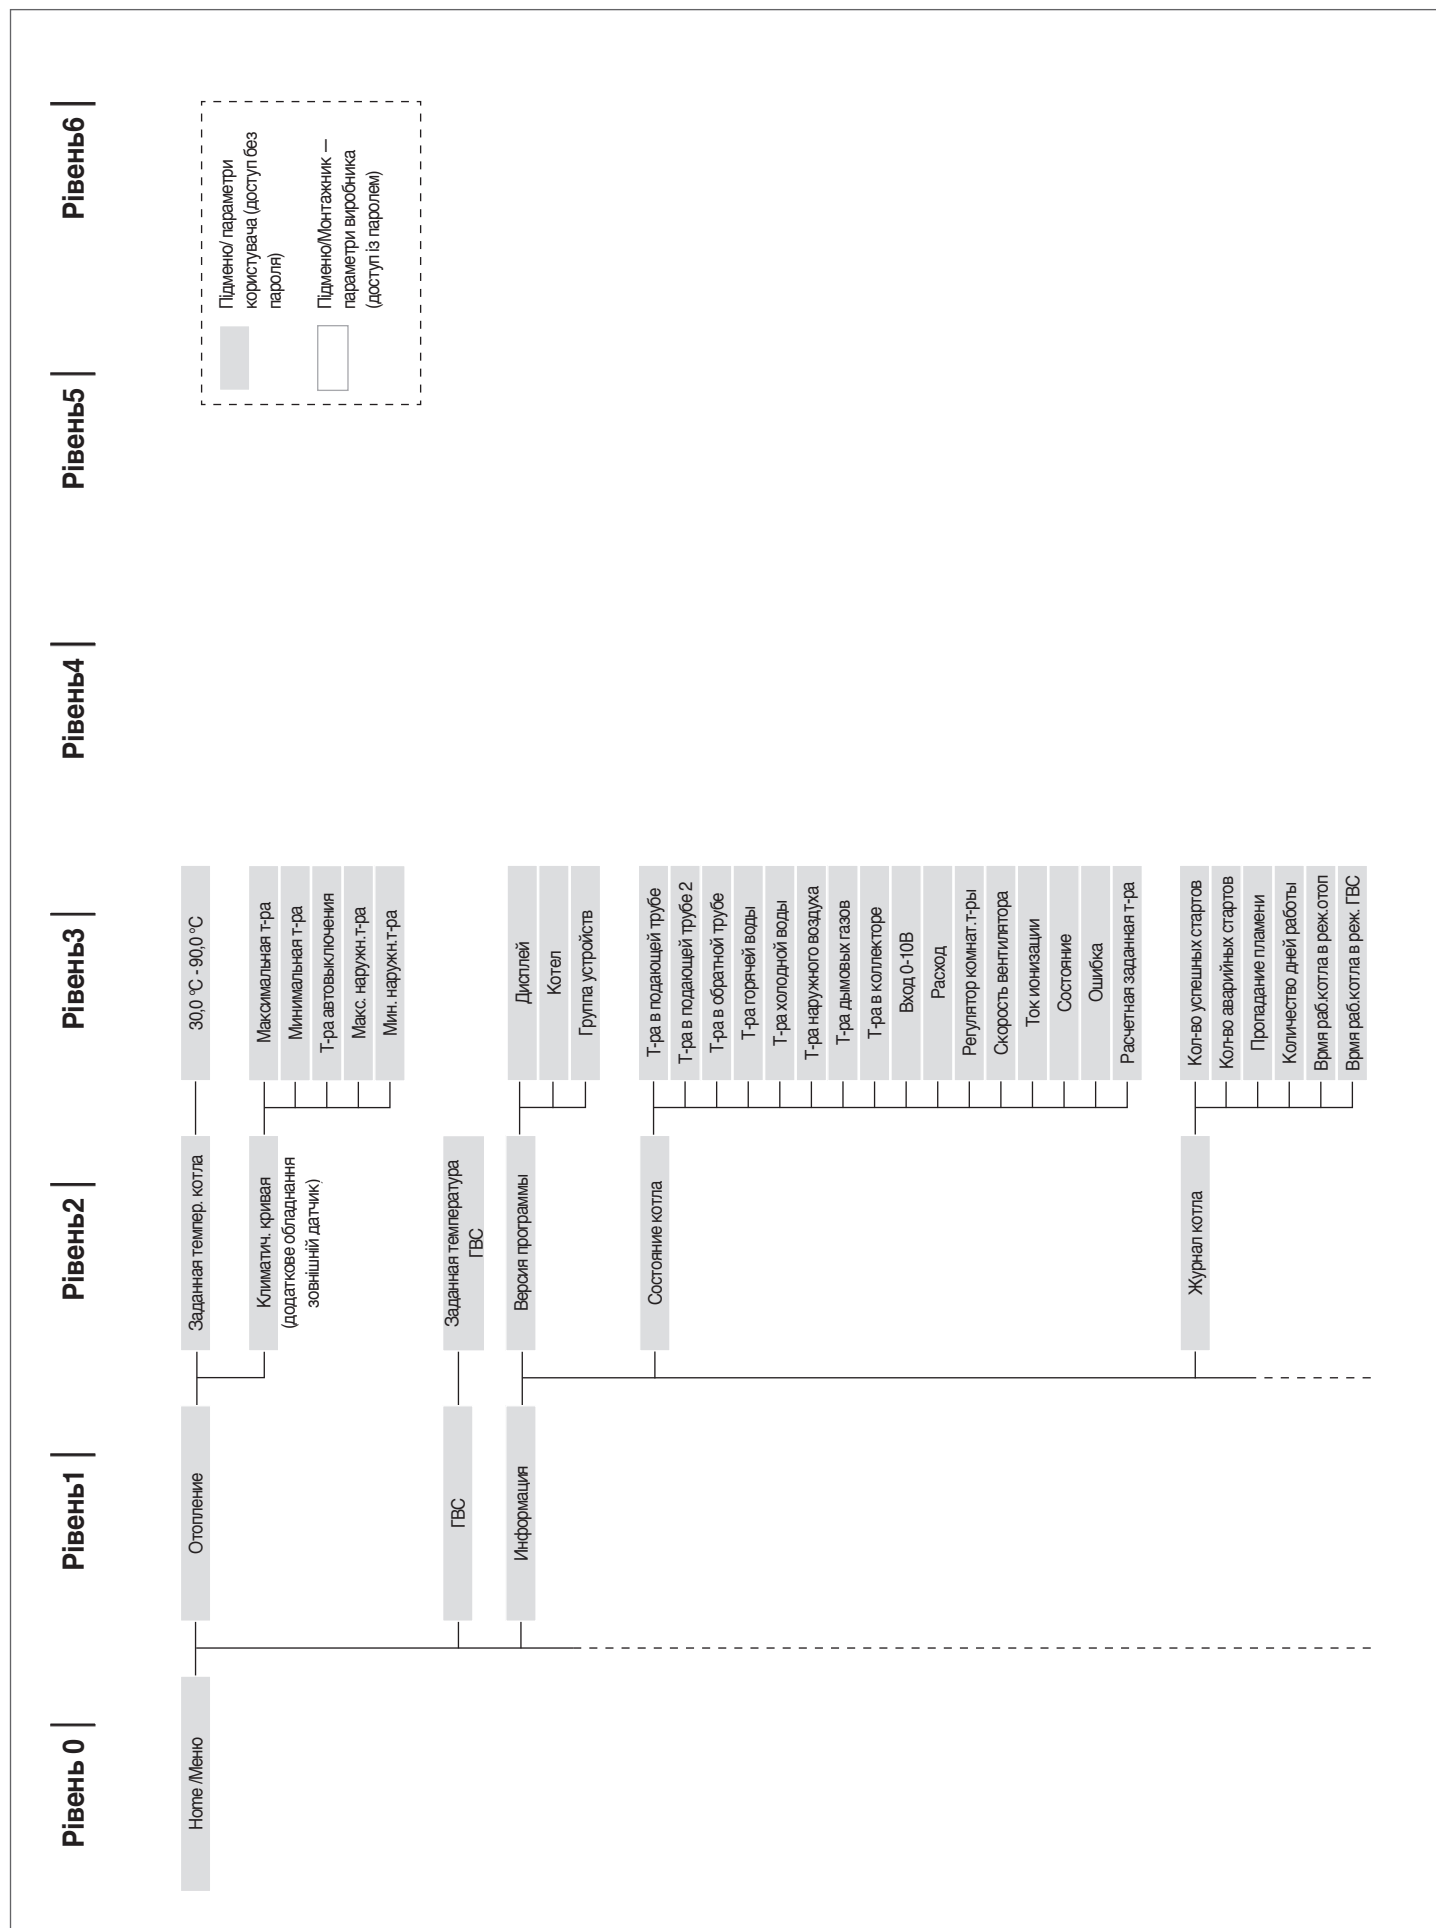 Рівень 0
Рівень1
Рівень2
Рівень3
Рівень4
Рівень5
Рівень6
Home /Меню
Отопление
Заданная темпер. котла
30,0 °C - 90,0 °C
Климатич. кривая
(додаткове обладнання
зовнішній датчик)
Максимальная т-ра
Минимальная т-ра
Т-ра автовыключения
Макс. наружн.т-ра
Мин. наружн.т-ра
ГВС
Заданная температура
ГВС
Информация
Версия программы
Дисплей
Котел
Группа устройств
Состояние котла
Т-ра в подающей трубе
Т-ра в подающей трубе 2
Т-ра в обратной трубе
Т-ра горячей воды
Т-ра холодной воды
Т-ра наружного воздуха
Т-ра дымовых газов
Т-ра в коллекторе
Вход 0-10В
Расход
Регулятор комнат.т-ры
Скорость вентилятора
Ток ионизации
Состояние
Ошибка
Расчетная заданная т-ра
Журнал котла
Кол-во успешных стартов
Кол-во аварийных стартов
Пропадание пламени
Количество дней работы
Врмя раб.котла в реж.отоп
Врмя раб.котла в реж. ГВС
Підменю/ параметри
користувача (доступ без
пароля)
Підменю/Монтажник —
параметри виробника
(доступ із паролем)